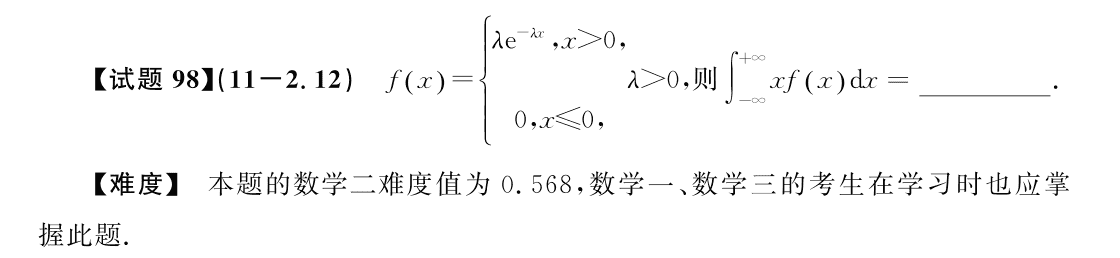 【试题 98】(11-2. 12) f(x)={λe^{-λx},x>0, 0,x≤0, λ>0,则∫_{-∞}^{+∞} xf(x)dx= ________.
【难度】 本题的数学二难度值为 0.568,数学一、数学三的考生在学习时也应掌
握此题.